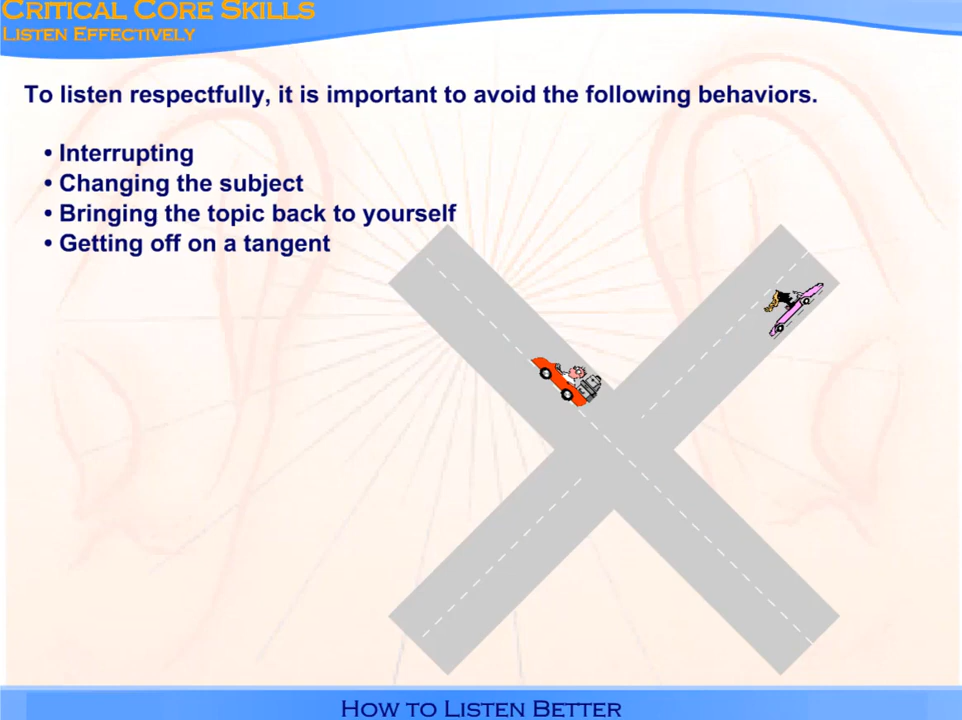 Critical Core Skills
Listen Effectively
To listen respectfully, it is important to avoid the following behaviors.
• Interrupting
• Changing the subject
• Bringing the topic back to yourself
• Getting off on a tangent
How to Listen Better